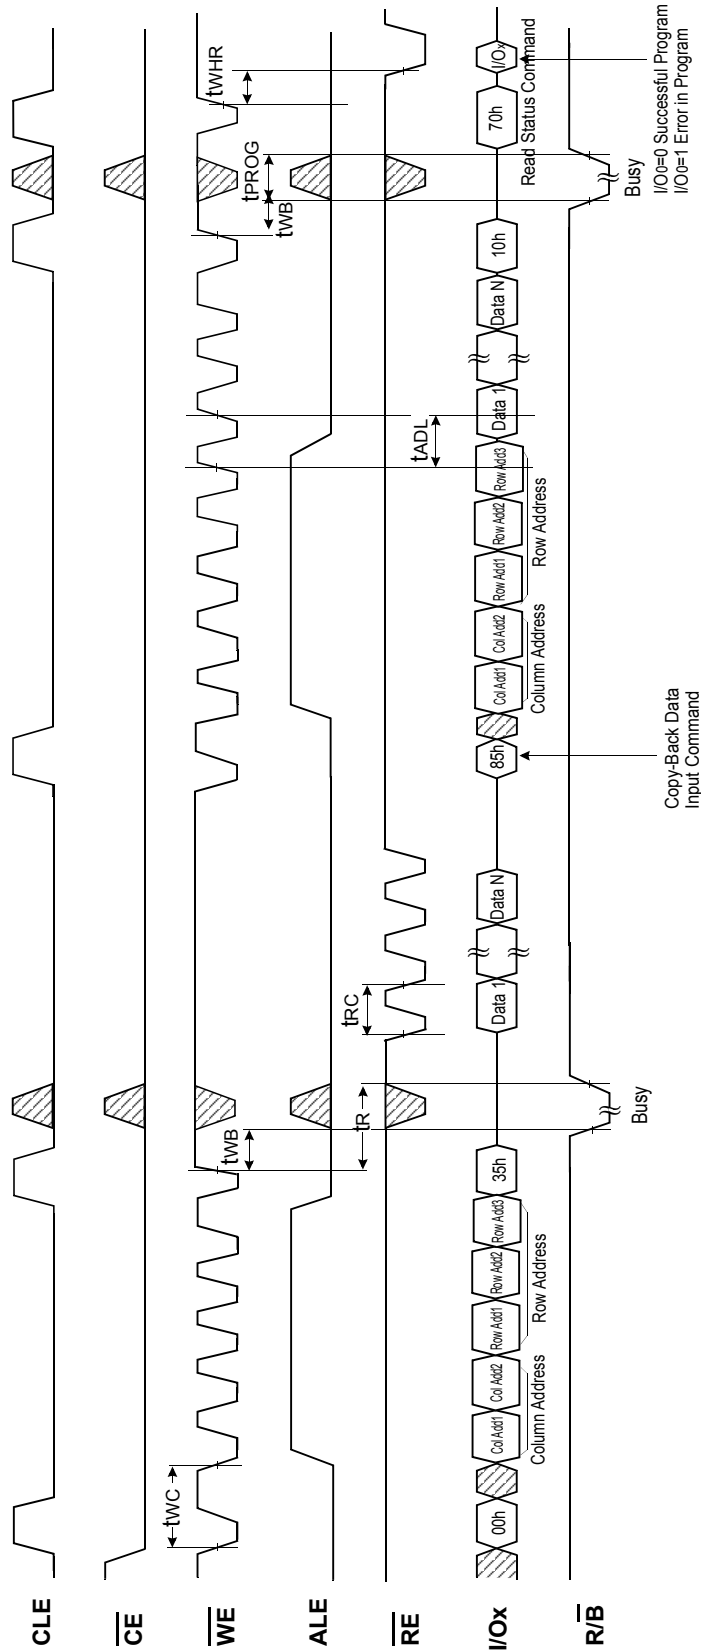 CLE
CE
WE
tWC
tWB
tWB
tPROG
tWHR
ALE
tR
tRC
tADL
RE
I/Ox
00h
Col Add1
Col Add2
Row Add1
Row Add2
Row Add3
35h
Data 1
Data N
85h
Col Add1
Col Add2
Row Add1
Row Add2
Row Add3
Data 1
Data N
10h
70h
I/Ox
Column Address
Row Address
Column Address
Row Address
Read Status Command
R/B
Busy
Busy
Copy-Back Data
Input Command
I/O0=0 Successful Program
I/O0=1 Error in Program